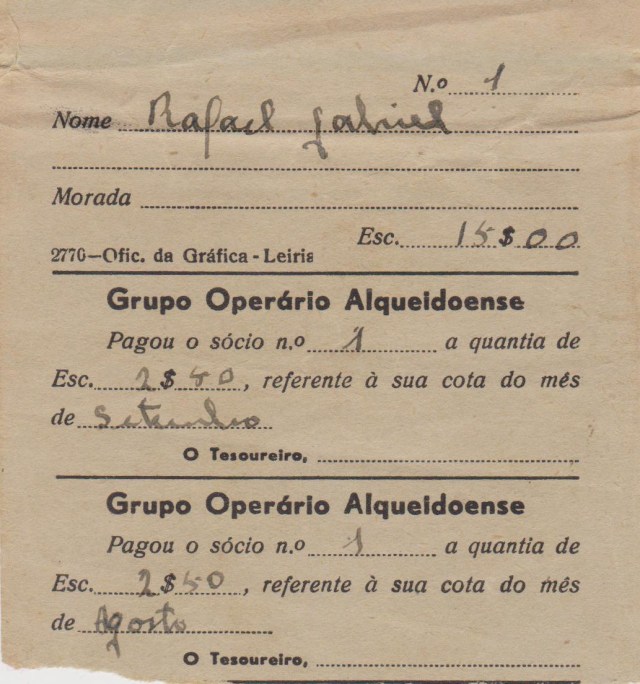 N.o 1
Nome Rafael Gabriel
Morada
Esc. 15$00
2770—Ofic. da Gráfica - Leiria
Grupo Operário Alqueidoense
Pagou o sócio n.o 1 a quantia de
Esc. 2$50, referente à sua cota do mês
de Setembro
O Tesoureiro,
Grupo Operário Alqueidoense
Pagou o sócio n.o 1 a quantia de
Esc. 2$50, referente à sua cota do mês
de Agosto
O Tesoureiro,